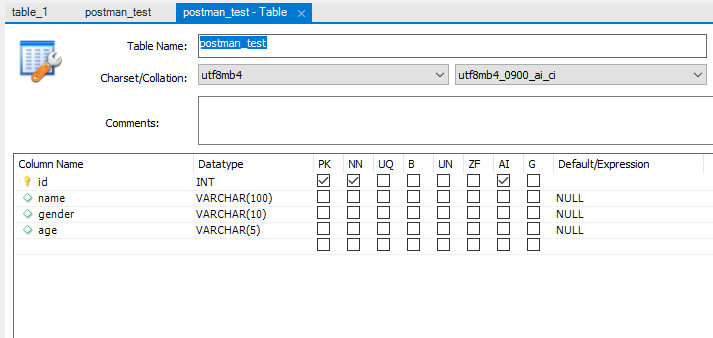 table_1 postman_test postman_test - Table
Table Name: postman_test
Charset/Collation: utf8mb4 utf8mb4_0900_ai_ci
Comments:
Column Name Datatype PK NN UQ B UN ZF AI G Default/Expression
id INT
name VARCHAR(100) NULL
gender VARCHAR(10) NULL
age VARCHAR(5) NULL